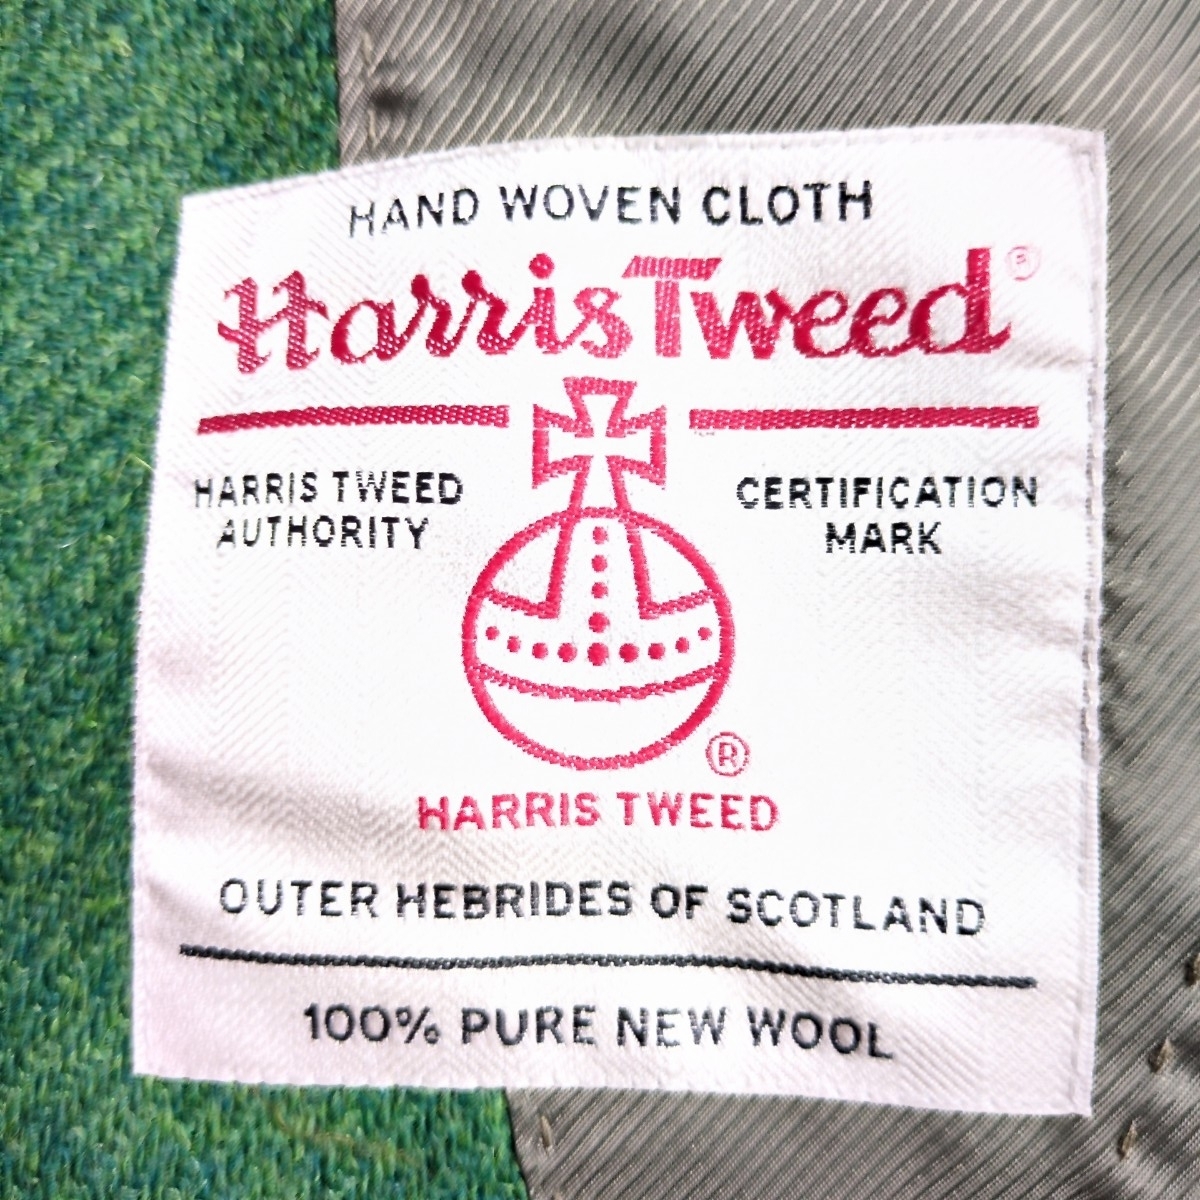 HAND WOVEN CLOTH
Harris Tweed ®
HARRIS TWEED
AUTHORITY
CERTIFICATION
MARK
®
HARRIS TWEED
OUTER HEBRIDES OF SCOTLAND
100% PURE NEW WOOL